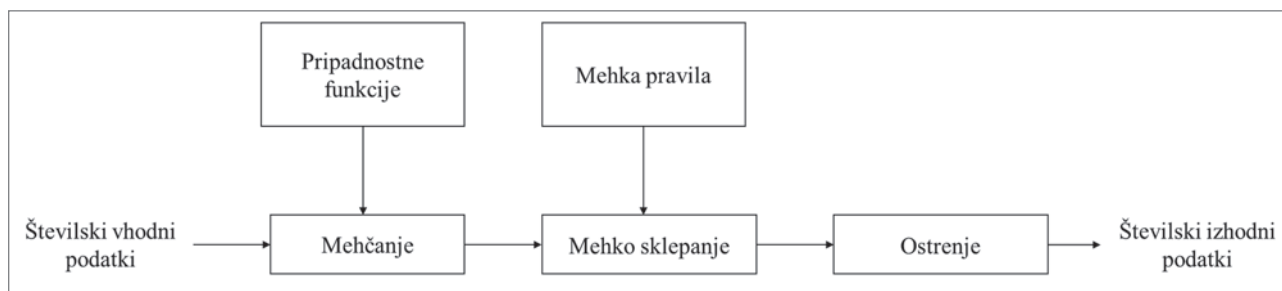 Pripadnostne
funkcije
Mehka pravila
Številski vhodni
podatki
Mehčanje
Mehko sklepanje
Ostrenje
Številski izhodni
podatki